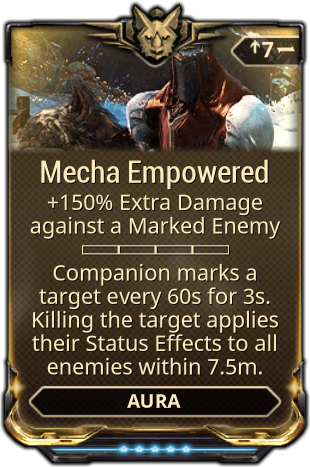 ↑7
Mecha Empowered
+150% Extra Damage
against a Marked Enemy
Companion marks a
target every 60s for 3s.
Killing the target applies
their Status Effects to all
enemies within 7.5m.
AURA